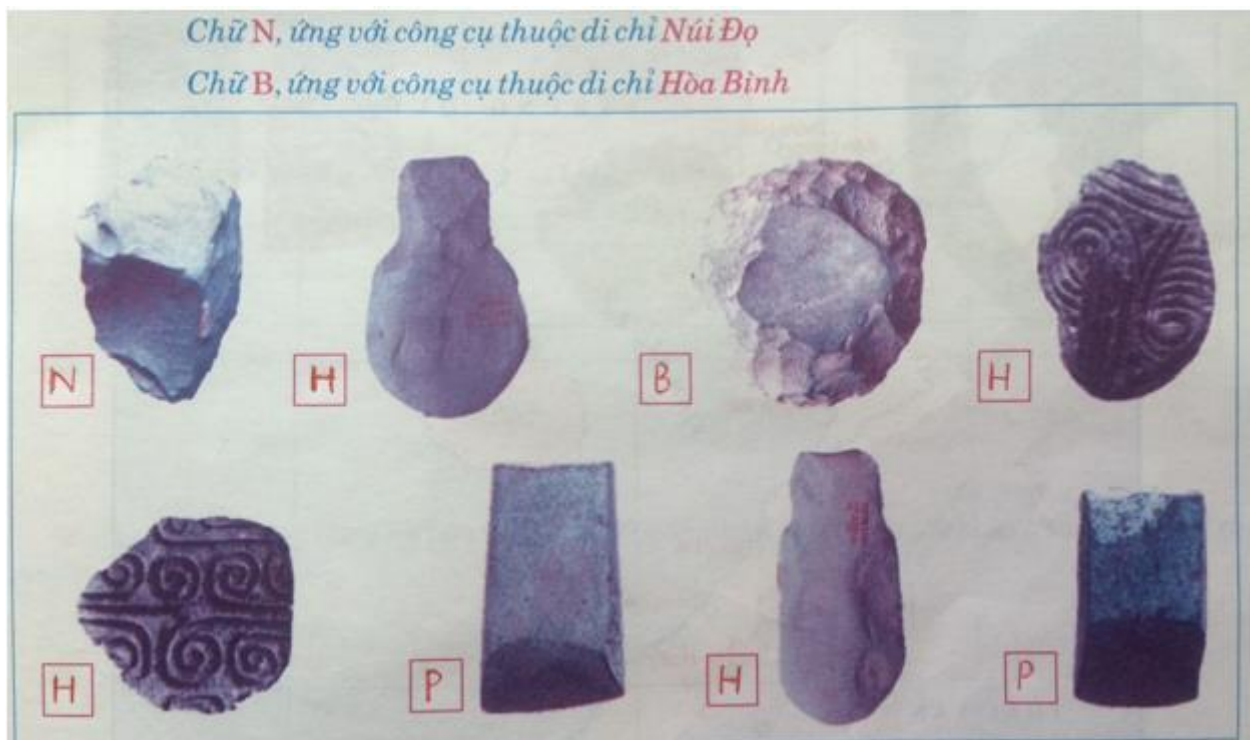 Chữ N, ứng với công cụ thuộc di chỉ Núi Đọ
Chữ B, ứng với công cụ thuộc di chỉ Hòa Bình
N H B H
H P H P